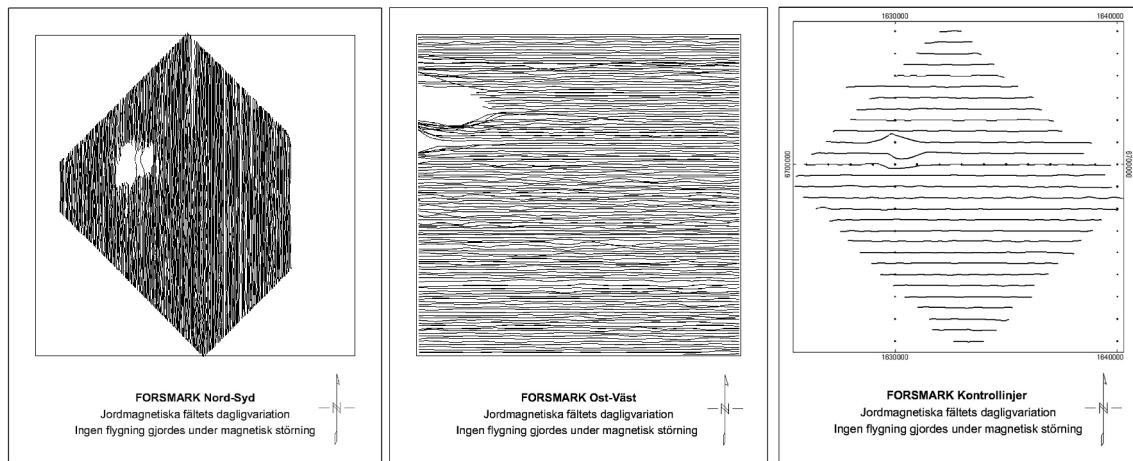 FORSMARK Nord-Syd
Jordmagnetiska fältets dagligvariation
Ingen flygning gjordes under magnetisk störning
N
FORSMARK Ost-Väst
Jordmagnetiska fältets dagligvariation
Ingen flygning gjordes under magnetisk störning
N
1630000 1640000
6700000 6700000
1630000 1640000
FORSMARK Kontrollinjer
Jordmagnetiska fältets dagligvariation
Ingen flygning gjordes under magnetisk störning
N